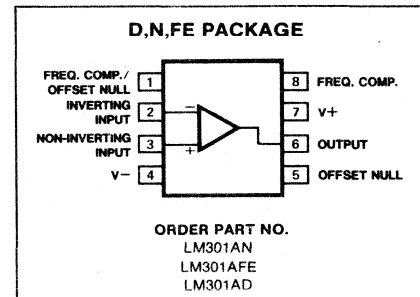 D,N,FE PACKAGE
FREQ. COMP./
OFFSET NULL 1
INVERTING
INPUT 2
NON-INVERTING
INPUT 3
V− 4
8 FREQ. COMP.
7 V+
6 OUTPUT
5 OFFSET NULL
−
+
ORDER PART NO.
LM301AN
LM301AFE
LM301AD